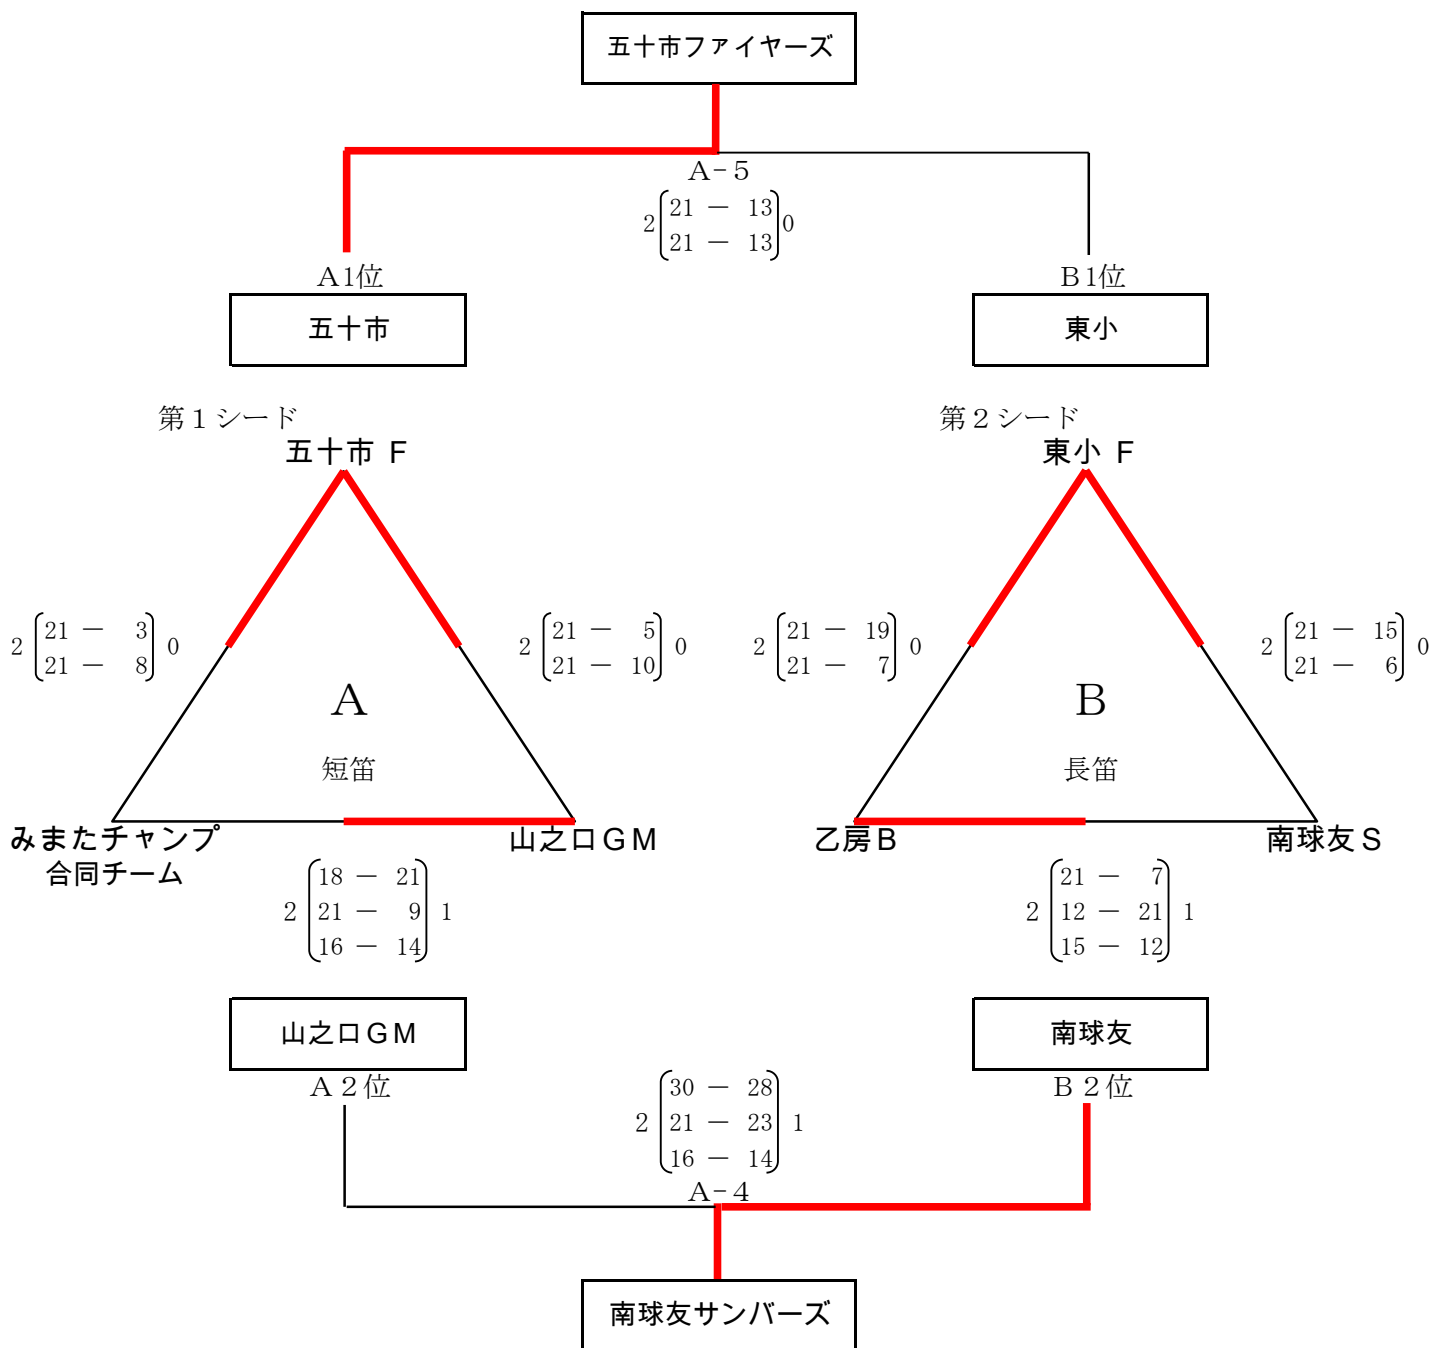 五十市ファイヤーズ
A-5
2 21 － 13 0
21 － 13
A1位
B1位
五十市
東小
第１シード
第２シード
五十市 F
東小 F
2 21 － 3 0
21 － 8
2 21 － 5 0
21 － 10
2 21 － 19 0
21 － 7
2 21 － 15 0
21 － 6
A
B
短笛
長笛
みまたチャンプ
合同チーム
山之口ＧＭ
乙房Ｂ
南球友Ｓ
18 － 21
2 21 － 9 1
16 － 14
21 － 7
2 12 － 21 1
15 － 12
山之口ＧＭ
南球友
A２位
B２位
30 － 28
2 21 － 23 1
16 － 14
A-4
南球友サンバーズ